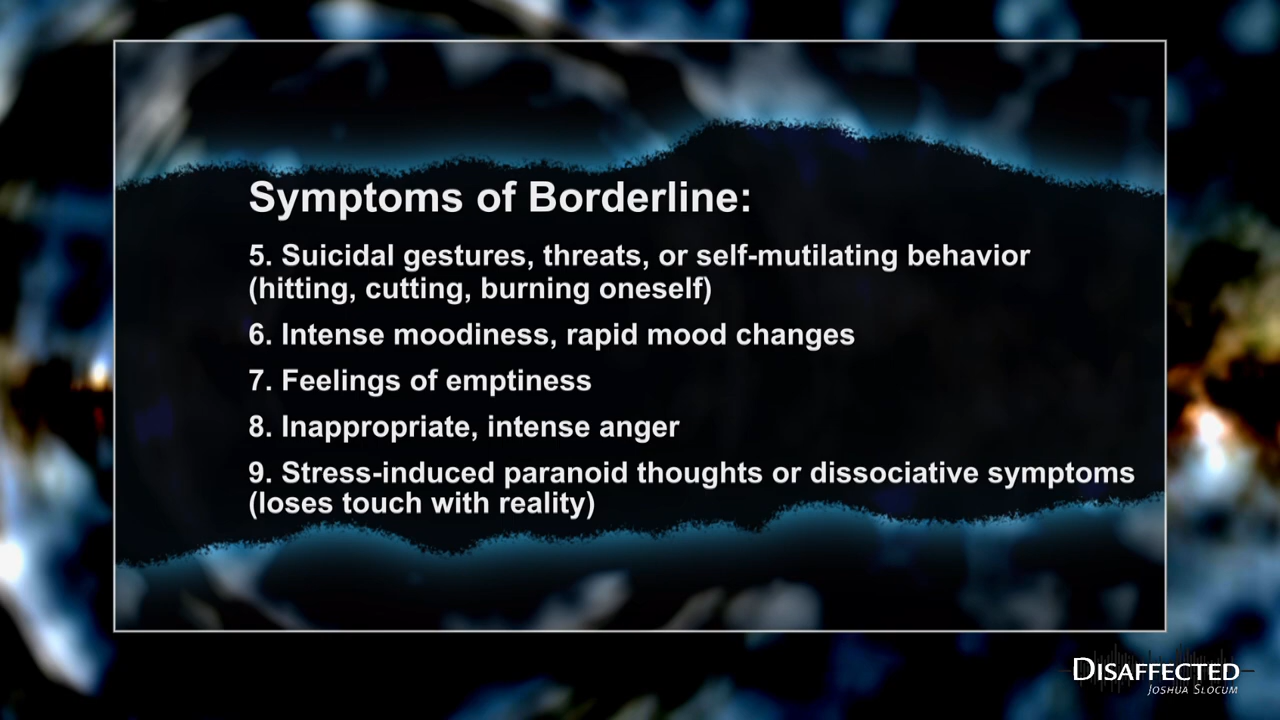 Symptoms of Borderline:
5. Suicidal gestures, threats, or self-mutilating behavior
(hitting, cutting, burning oneself)
6. Intense moodiness, rapid mood changes
7. Feelings of emptiness
8. Inappropriate, intense anger
9. Stress-induced paranoid thoughts or dissociative symptoms
(loses touch with reality)
DISAFFECTED
JOSHUA SLOCUM